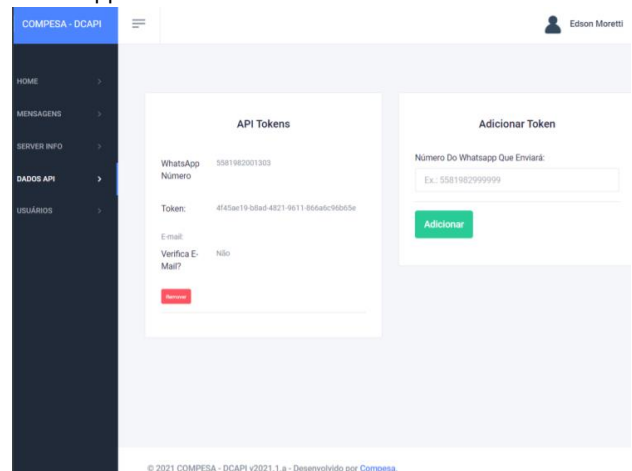 COMPESA - DCAPI
Edson Moretti
HOME
MENSAGENS
SERVER INFO
DADOS API
USUÁRIOS
API Tokens
WhatsApp Número
5581982001303
Token:
4f45ae19-b8ad-4821-9611-866a6c96b65e
E-mail:
Verifica E-Mail?
Não
Remover
Adicionar Token
Número Do Whatsapp Que Enviará:
Ex.: 5581982999999
Adicionar
© 2021 COMPESA - DCAPI v2021.1.a - Desenvolvido por Compesa.